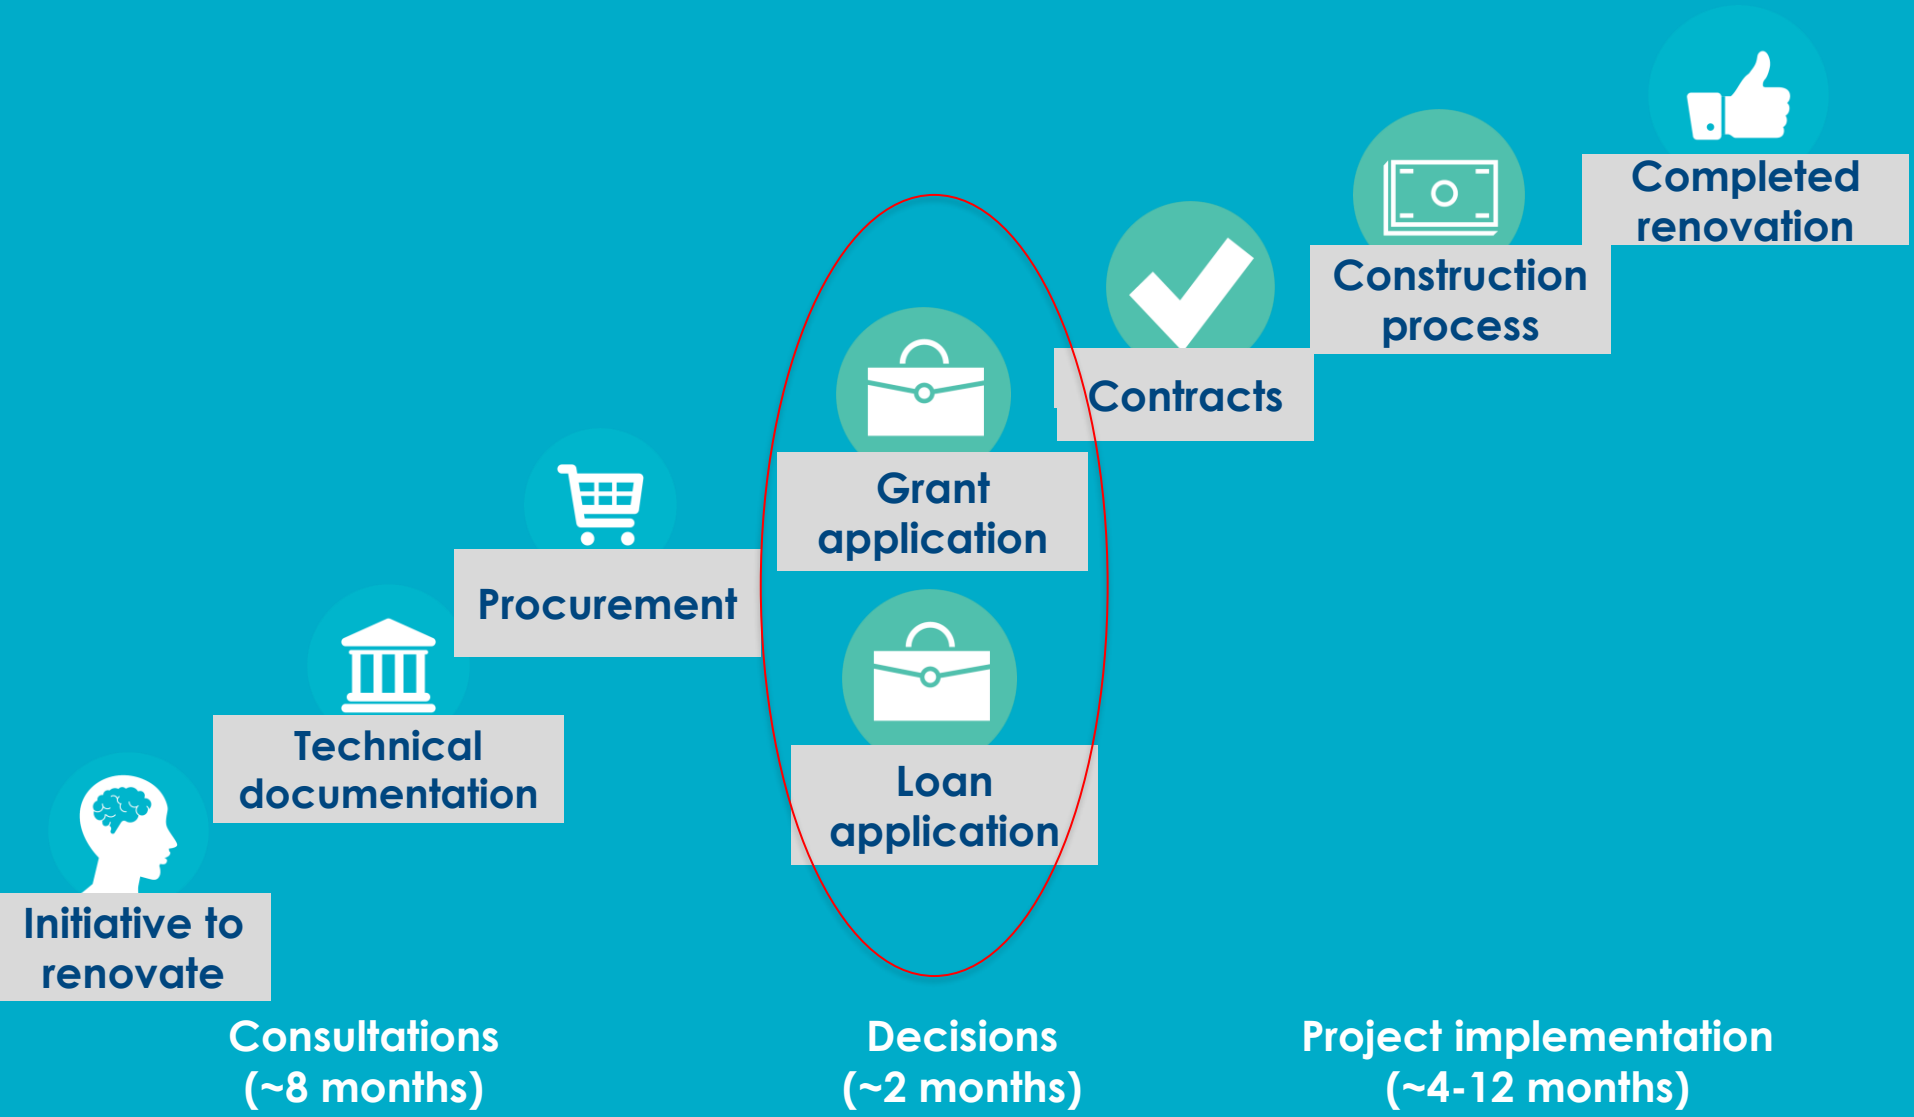 Initiative to
renovate
Technical
documentation
Procurement
Grant
application
Loan
application
Contracts
Construction
process
Completed
renovation
Consultations
(~8 months)
Decisions
(~2 months)
Project implementation
(~4-12 months)